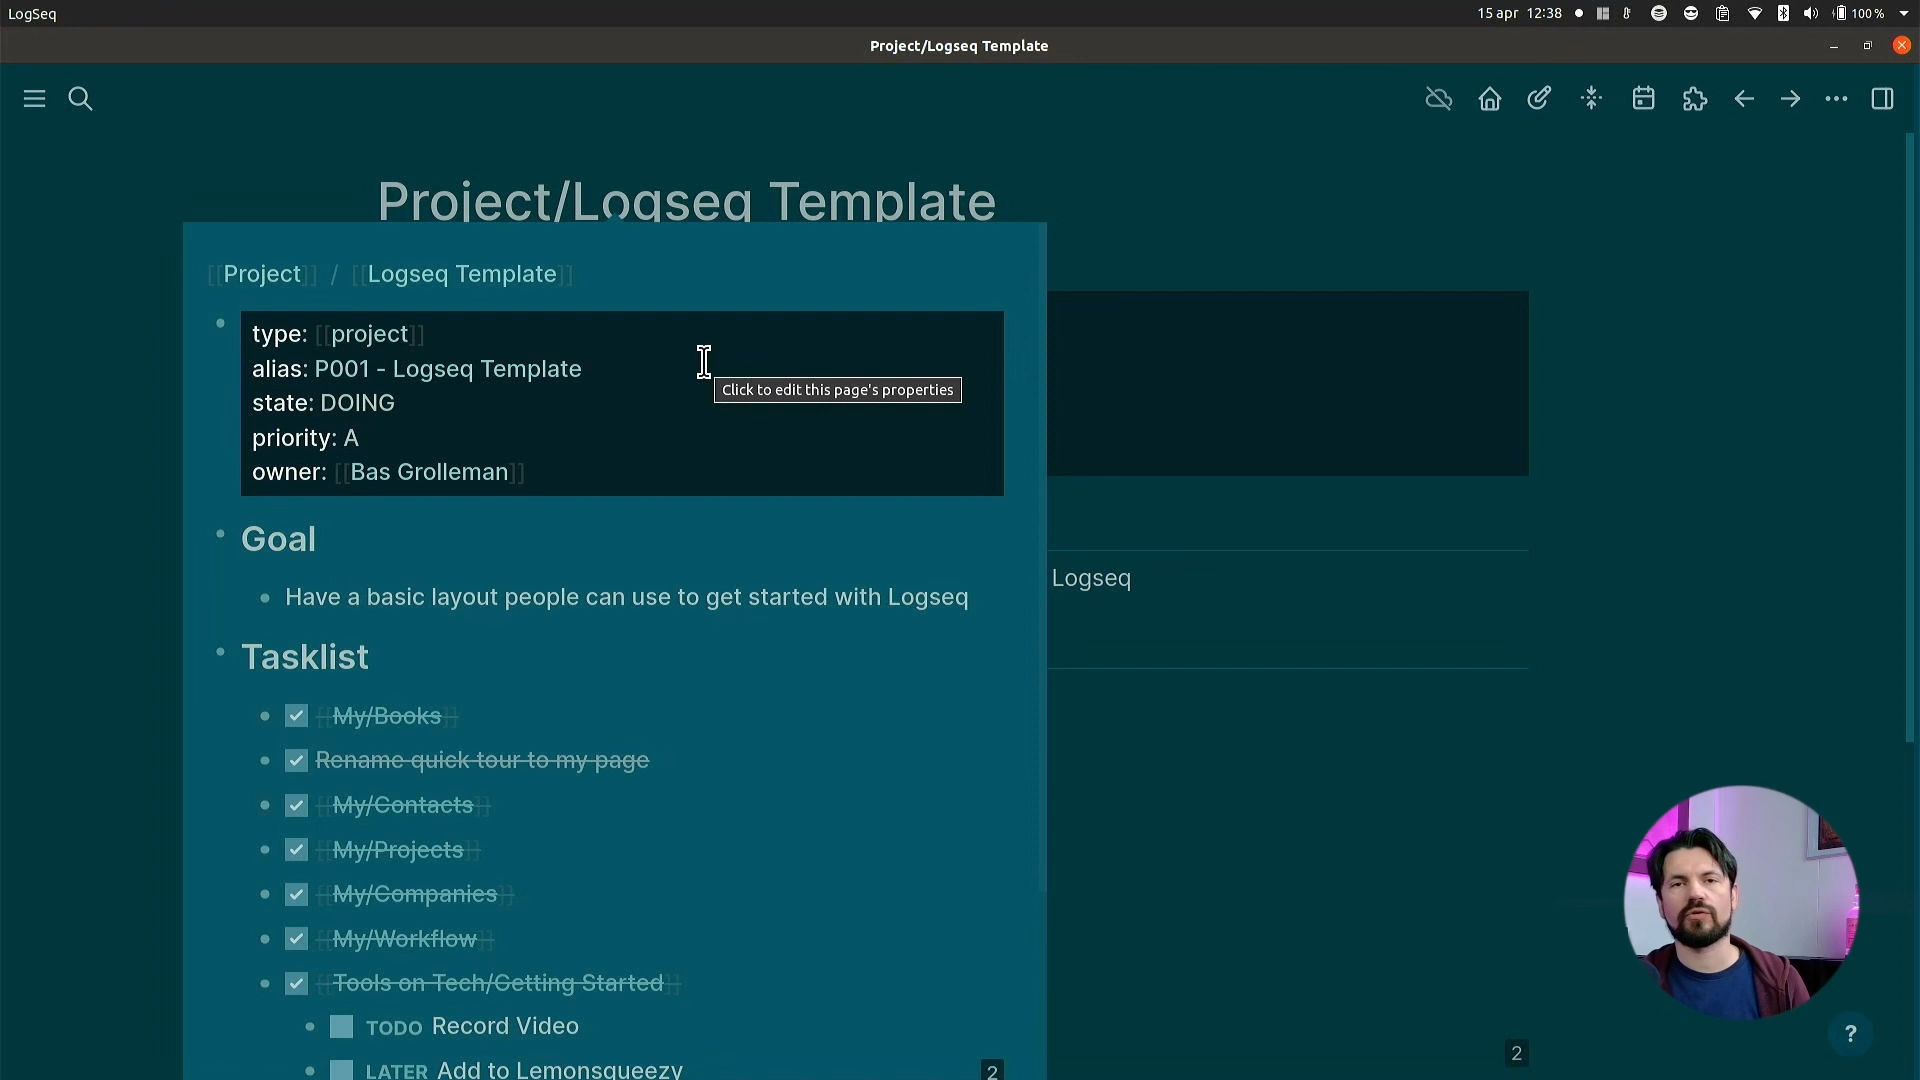 LogSeq
15 apr 12:38
100 %
Project/Logseq Template
Project/Logseq Template
[[Project]] / [[Logseq Template]]
type: [[project]]
alias: P001 - Logseq Template
Click to edit this page's properties
state: DOING
priority: A
owner: [[Bas Grolleman]]
Goal
Logseq
Have a basic layout people can use to get started with Logseq
Tasklist
[[My/Books]]
Rename quick tour to my page
[[My/Contacts]]
[[My/Projects]]
[[My/Companies]]
[[My/Workflow]]
[[Tools on Tech/Getting Started]]
TODO Record Video
?
2
LATER Add to Lemonsqueezy
2